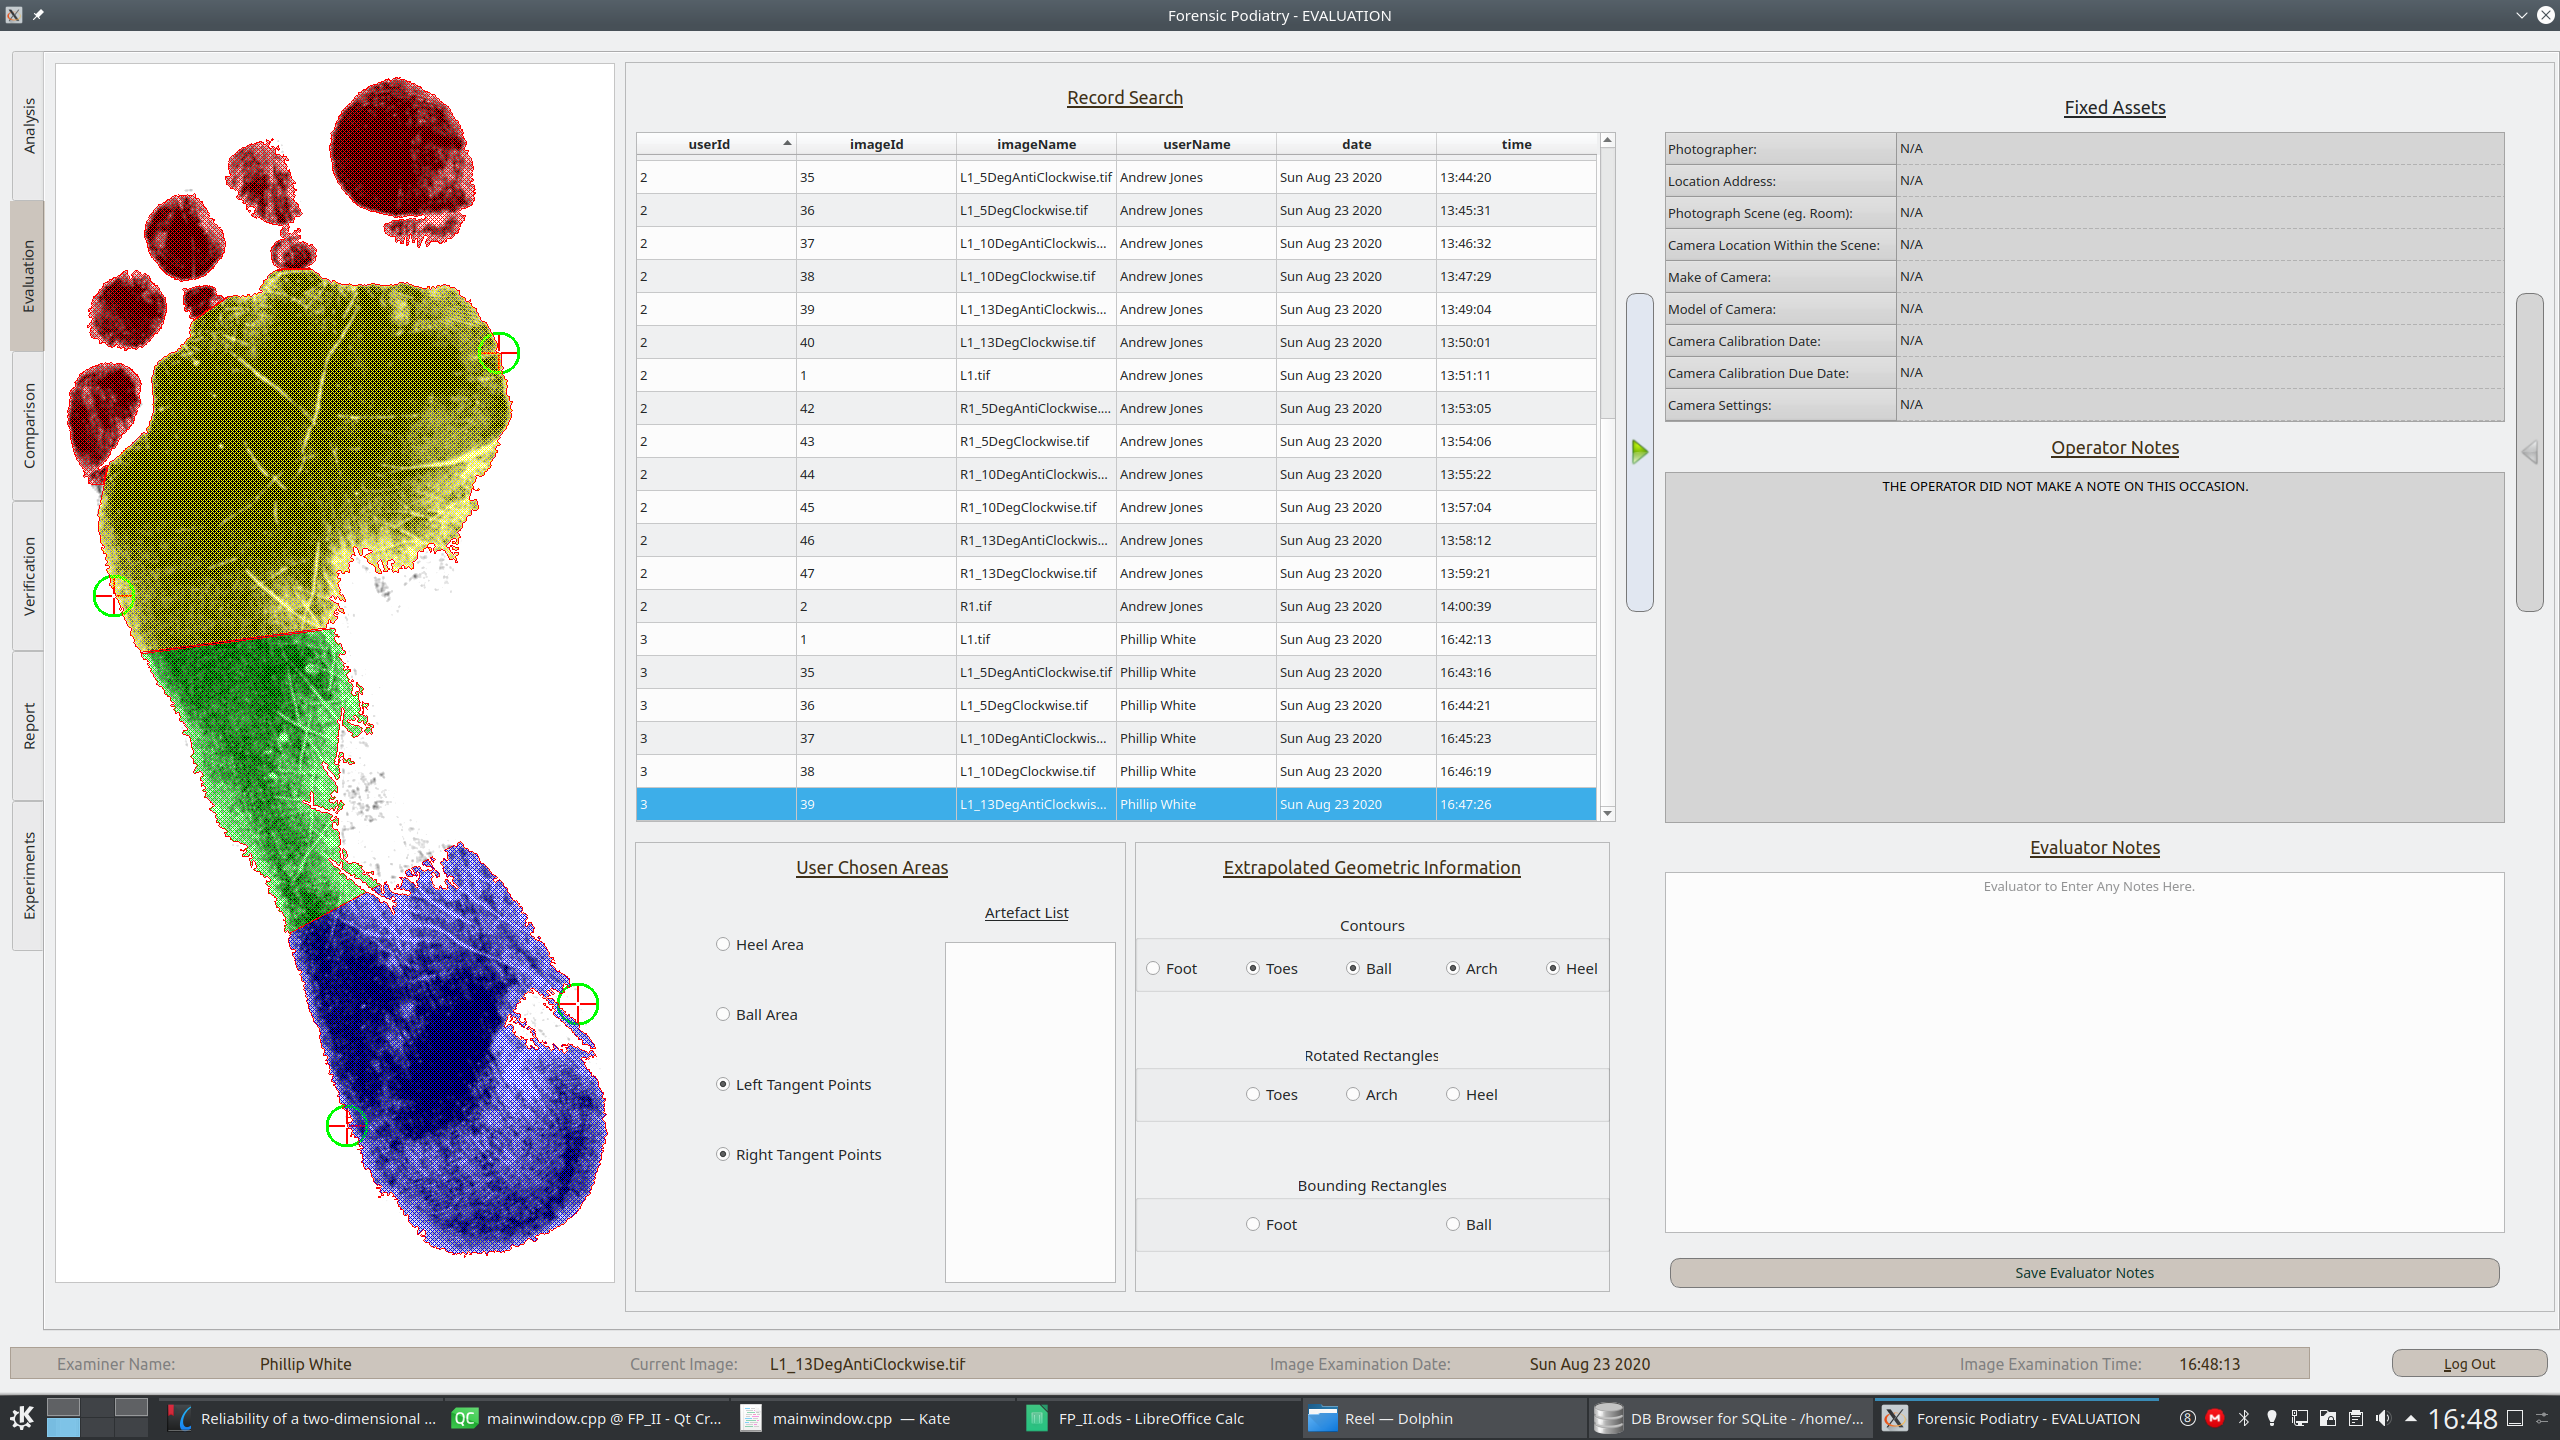 Forensic Podiatry - EVALUATION
Analysis
Evaluation
Comparison
Verification
Report
Experiments
Record Search
userId imageId imageName userName date time
2 35 L1_5DegAntiClockwise.tif Andrew Jones Sun Aug 23 2020 13:44:20
2 36 L1_5DegClockwise.tif Andrew Jones Sun Aug 23 2020 13:45:31
2 37 L1_10DegAntiClockwis... Andrew Jones Sun Aug 23 2020 13:46:32
2 38 L1_10DegClockwise.tif Andrew Jones Sun Aug 23 2020 13:47:29
2 39 L1_13DegAntiClockwis... Andrew Jones Sun Aug 23 2020 13:49:04
2 40 L1_13DegClockwise.tif Andrew Jones Sun Aug 23 2020 13:50:01
2 1 L1.tif Andrew Jones Sun Aug 23 2020 13:51:11
2 42 R1_5DegAntiClockwise.... Andrew Jones Sun Aug 23 2020 13:53:05
2 43 R1_5DegClockwise.tif Andrew Jones Sun Aug 23 2020 13:54:06
2 44 R1_10DegAntiClockwis... Andrew Jones Sun Aug 23 2020 13:55:22
2 45 R1_10DegClockwise.tif Andrew Jones Sun Aug 23 2020 13:57:04
2 46 R1_13DegAntiClockwis... Andrew Jones Sun Aug 23 2020 13:58:12
2 47 R1_13DegClockwise.tif Andrew Jones Sun Aug 23 2020 13:59:21
2 2 R1.tif Andrew Jones Sun Aug 23 2020 14:00:39
3 1 L1.tif Phillip White Sun Aug 23 2020 16:42:13
3 35 L1_5DegAntiClockwise.tif Phillip White Sun Aug 23 2020 16:43:16
3 36 L1_5DegClockwise.tif Phillip White Sun Aug 23 2020 16:44:21
3 37 L1_10DegAntiClockwis... Phillip White Sun Aug 23 2020 16:45:23
3 38 L1_10DegClockwise.tif Phillip White Sun Aug 23 2020 16:46:19
3 39 L1_13DegAntiClockwis... Phillip White Sun Aug 23 2020 16:47:26
User Chosen Areas
Artefact List
Heel Area
Ball Area
Left Tangent Points
Right Tangent Points
Extrapolated Geometric Information
Contours
Foot Toes Ball Arch Heel
Rotated Rectangles
Toes Arch Heel
Bounding Rectangles
Foot Ball
Fixed Assets
Photographer: N/A
Location Address: N/A
Photograph Scene (eg. Room): N/A
Camera Location Within the Scene: N/A
Make of Camera: N/A
Model of Camera: N/A
Camera Calibration Date: N/A
Camera Calibration Due Date: N/A
Camera Settings: N/A
Operator Notes
THE OPERATOR DID NOT MAKE A NOTE ON THIS OCCASION.
Evaluator Notes
Evaluator to Enter Any Notes Here.
Save Evaluator Notes
Examiner Name: Phillip White Current Image: L1_13DegAntiClockwise.tif Image Examination Date: Sun Aug 23 2020 Image Examination Time: 16:48:13 Log Out
Reliability of a two-dimensional ... QC mainwindow.cpp @ FP_II - Qt Cr... mainwindow.cpp — Kate FP_II.ods - LibreOffice Calc Reel — Dolphin DB Browser for SQLite - /home/... Forensic Podiatry - EVALUATION 8 M 16:48